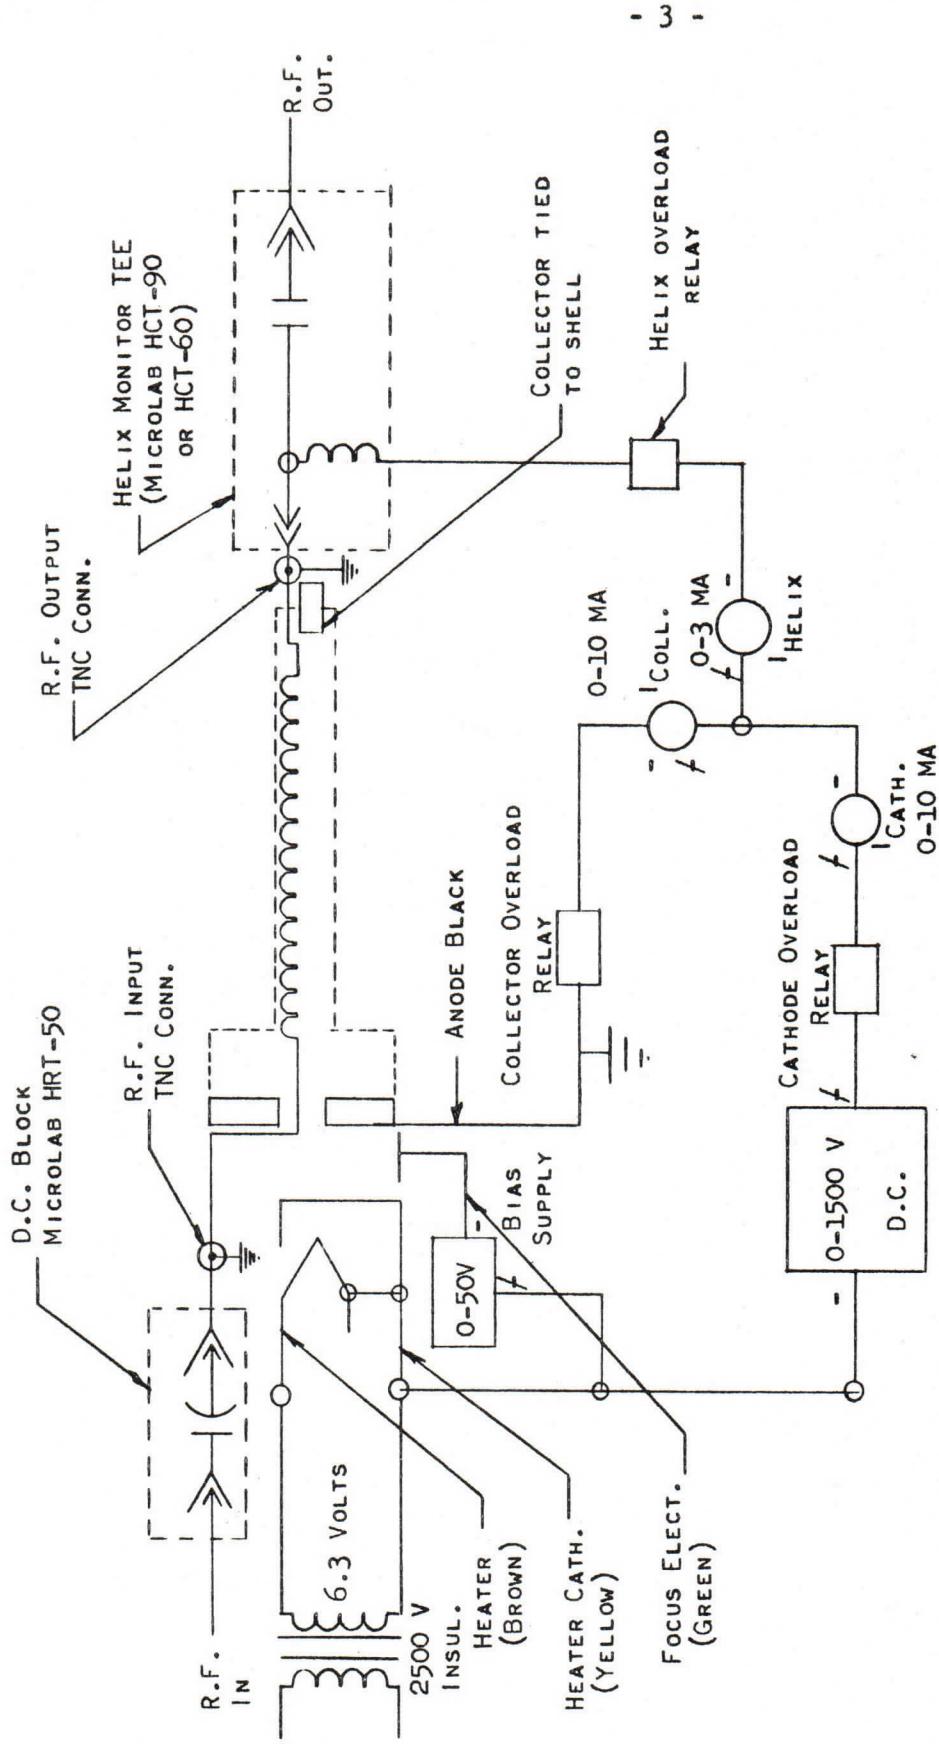 - 3 -
D.C. BLOCK
MICROLAB HRT-50
R.F. INPUT
TNC CONN.
R.F. OUTPUT
TNC CONN.
HELIX MONITOR TEE
(MICROLAB HCT-90
OR HCT-60)
R.F.
IN
R.F.
OUT.
6.3 VOLTS
2500 V
INSUL.
HEATER
(BROWN)
HEATER CATH.
(YELLOW)
FOCUS ELECT.
(GREEN)
0-50V
-
BIAS
SUPPLY
ANODE BLACK
COLLECTOR OVERLOAD
RELAY
COLLECTOR TIED
TO SHELL
0-10 MA
I COLL.
-
0-3 MA
-
I HELIX
HELIX OVERLOAD
RELAY
CATHODE OVERLOAD
RELAY
-
I CATH.
0-10 MA
-
0-1500 V
D.C.